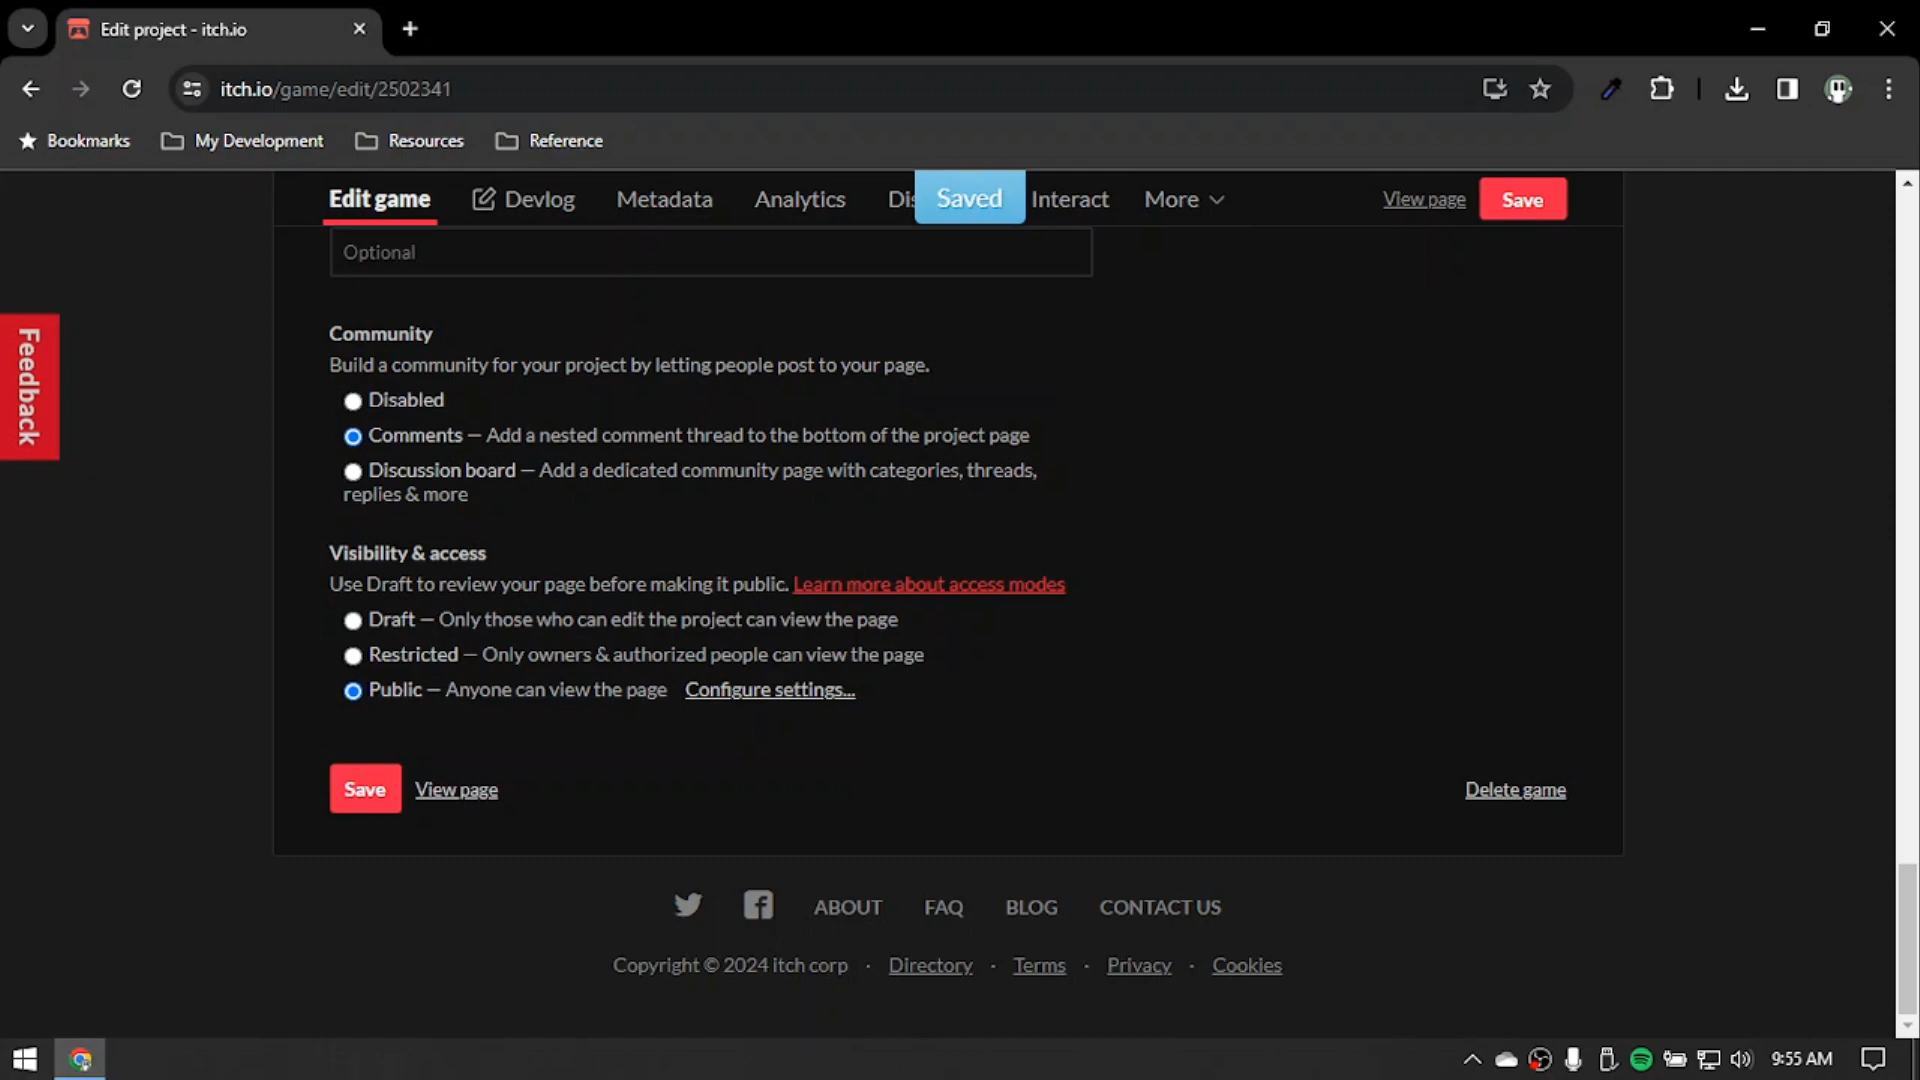 Edit project - itch.io
itch.io/game/edit/2502341
Bookmarks My Development Resources Reference
Edit game Devlog Metadata Analytics Saved Interact More View page Save
Optional
Feedback
Community
Build a community for your project by letting people post to your page.
Disabled
Comments — Add a nested comment thread to the bottom of the project page
Discussion board — Add a dedicated community page with categories, threads,
replies & more
Visibility & access
Use Draft to review your page before making it public. Learn more about access modes
Draft — Only those who can edit the project can view the page
Restricted — Only owners & authorized people can view the page
Public — Anyone can view the page Configure settings...
Save View page Delete game
ABOUT FAQ BLOG CONTACT US
Copyright © 2024 itch corp · Directory · Terms · Privacy · Cookies
9:55 AM